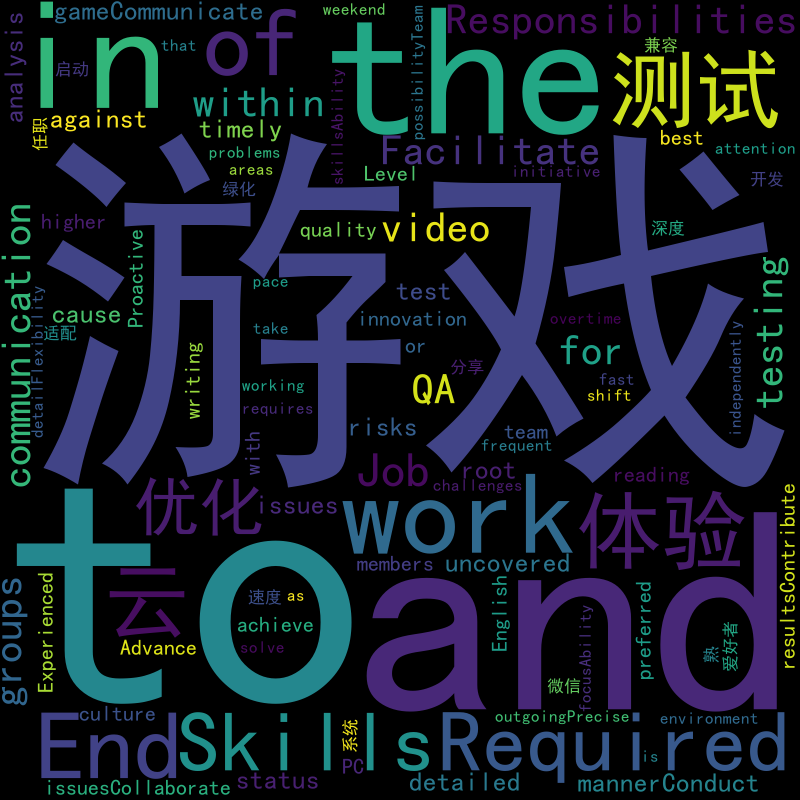 analysis
gameCommunicate
that
启动
in
of
weekend
the
possibilityTeam
Responsibilities
兼容
测试
within
timely
任职
against
problems
areas
skillsAbility
Facilitate
Level
initiative
best
attention
绿化
开发
游戏
higher
communication
quality
video
深度
Proactive
pace
cause
适配
detailFlexibility
take
test
innovation
or
for
overtime
testing
independently
writing
working
requires
QA
分享
fast
shift
with
risks
team
frequent
Job
root
challenges
reading
优化
issues
work
体验
resultsContribute
to
and
云
members
uncovered
groups
Experienced
速度
as
achieve
solve
Advance
English
preferred
focusAbility
熟
爱好者
微信
culture
outgoingPrecise
environment
End
Skills
Required
系统
PC
is
issuesCollaborate
status
detailed
mannerConduct